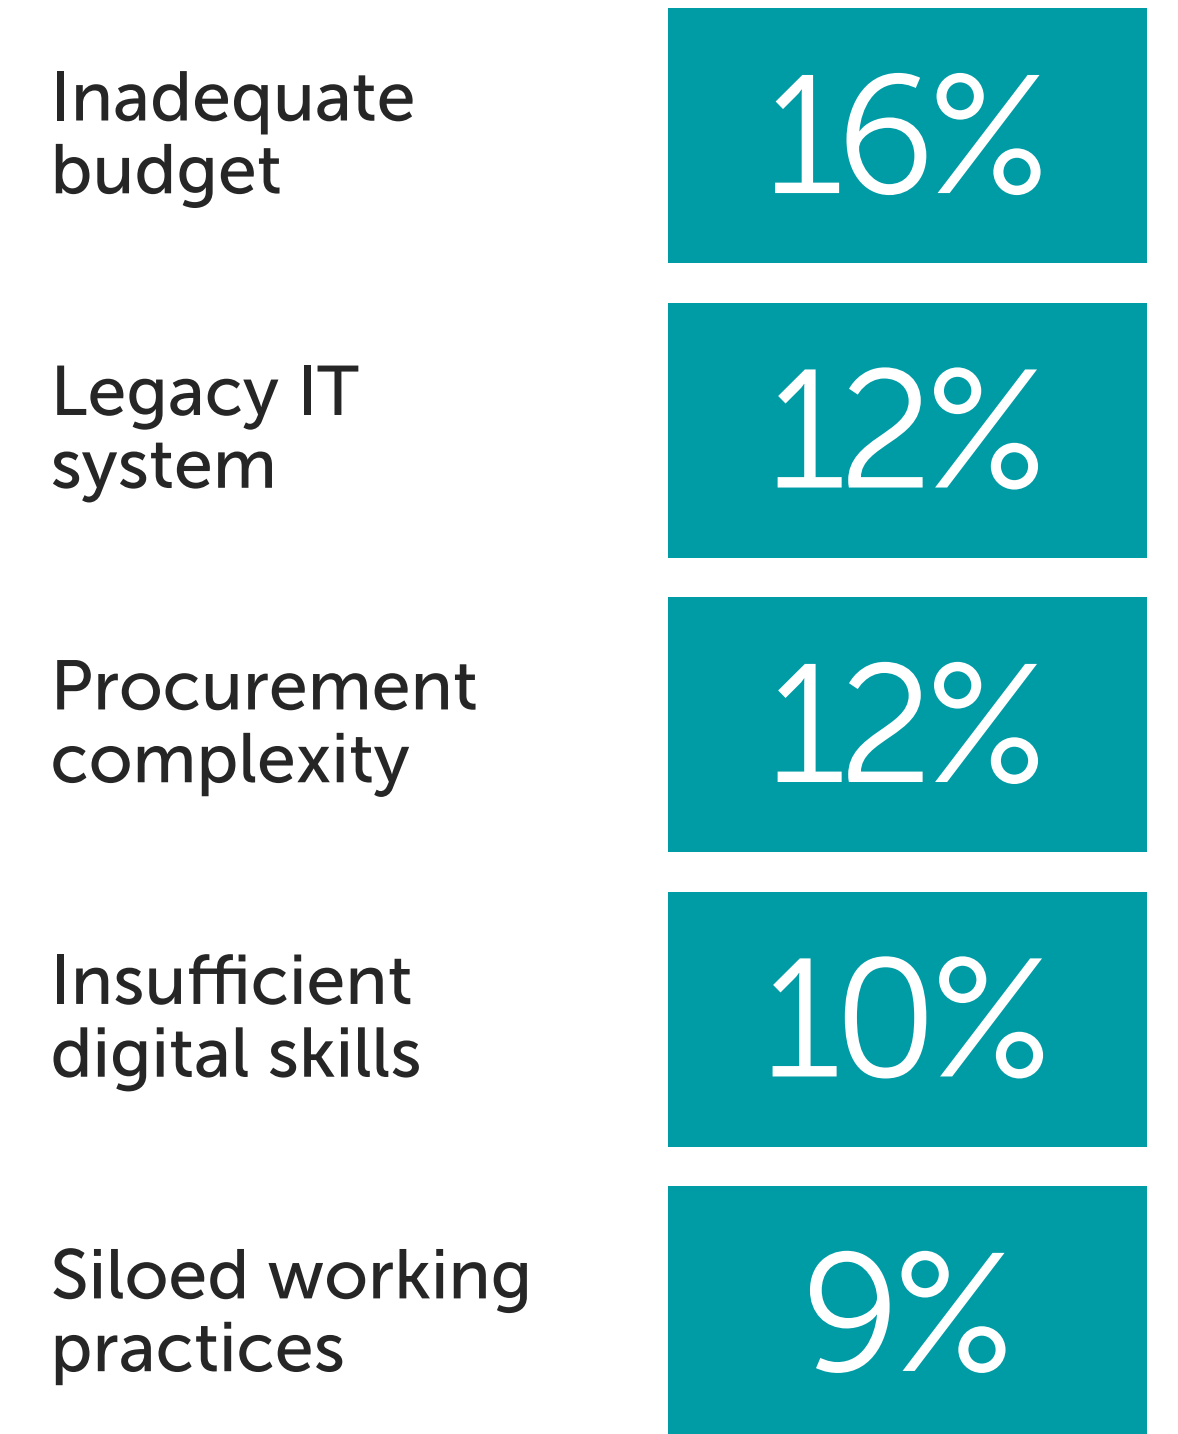 Inadequate
budget
16%
Legacy IT
system
12%
Procurement
complexity
12%
Insufficient
digital skills
10%
Siloed working
practices
9%